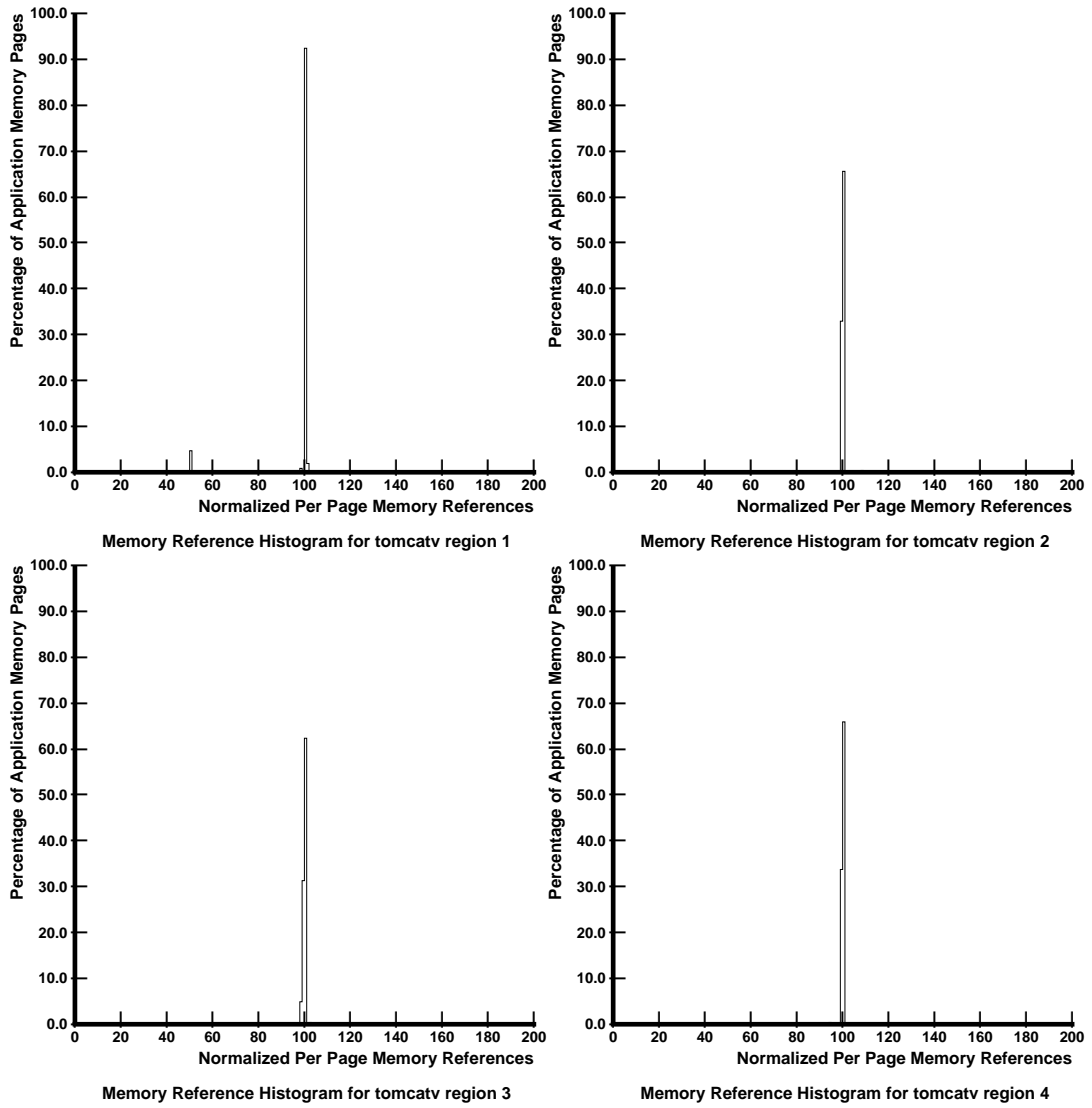 Percentage of Application Memory Pages
100.0
90.0
80.0
70.0
60.0
50.0
40.0
30.0
20.0
10.0
0.0
0 20 40 60 80 100 120 140 160 180 200
Normalized Per Page Memory References
Memory Reference Histogram for tomcatv region 1
Percentage of Application Memory Pages
100.0
90.0
80.0
70.0
60.0
50.0
40.0
30.0
20.0
10.0
0.0
0 20 40 60 80 100 120 140 160 180 200
Normalized Per Page Memory References
Memory Reference Histogram for tomcatv region 2
Percentage of Application Memory Pages
100.0
90.0
80.0
70.0
60.0
50.0
40.0
30.0
20.0
10.0
0.0
0 20 40 60 80 100 120 140 160 180 200
Normalized Per Page Memory References
Memory Reference Histogram for tomcatv region 3
Percentage of Application Memory Pages
100.0
90.0
80.0
70.0
60.0
50.0
40.0
30.0
20.0
10.0
0.0
0 20 40 60 80 100 120 140 160 180 200
Normalized Per Page Memory References
Memory Reference Histogram for tomcatv region 4